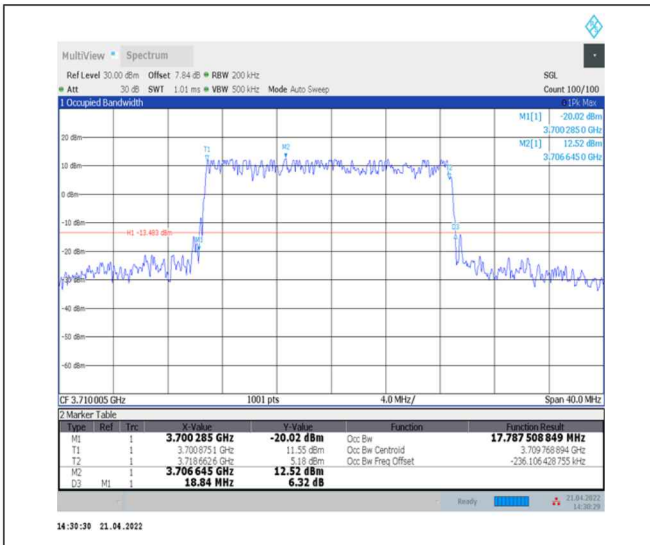 MultiView Spectrum
Ref Level 30.00 dBm Offset 7.84 dB RBW 200 kHz SGL
Att 30 dB SWT 1.01 ms VBW 500 kHz Mode Auto Sweep Count 100/100
1 Occupied Bandwidth 1Pk Max
M1[1] -20.02 dBm
3.700 285 0 GHz
M2[1] 12.52 dBm
3.706 645 0 GHz
20 dBm
T1
M2
10 dBm
T2
0 dBm
-10 dBm
D3
H1 -13.483 dBm
M1
-20 dBm
-30 dBm
-40 dBm
-50 dBm
-60 dBm
CF 3.710 005 GHz 1001 pts 4.0 MHz/ Span 40.0 MHz
2 Marker Table
Type Ref Trc X-Value Y-Value Function Function Result
M1 1 3.700 285 GHz -20.02 dBm Occ Bw 17.787 508 849 MHz
T1 1 3.700 875 1 GHz 11.55 dBm Occ Bw Centroid 3.709 768 894 GHz
T2 1 3.718 662 6 GHz 5.18 dBm Occ Bw Freq Offset -236.106 428 755 kHz
M2 1 3.706 645 GHz 12.52 dBm
D3 M1 1 18.84 MHz 6.32 dB
Ready 21.04.2022
14:30:29
14:30:30 21.04.2022